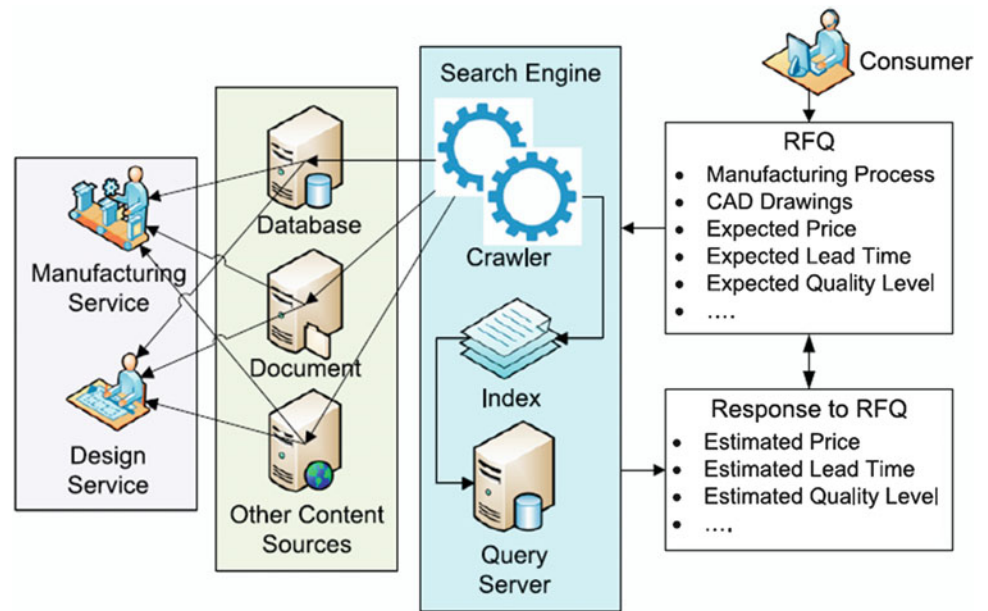 Manufacturing
Service
Design
Service
Database
Document
Other Content
Sources
Search Engine
Crawler
Index
Query
Server
Consumer
RFQ
• Manufacturing Process
• CAD Drawings
• Expected Price
• Expected Lead Time
• Expected Quality Level
• ....
Response to RFQ
• Estimated Price
• Estimated Lead Time
• Estimated Quality Level
• ....